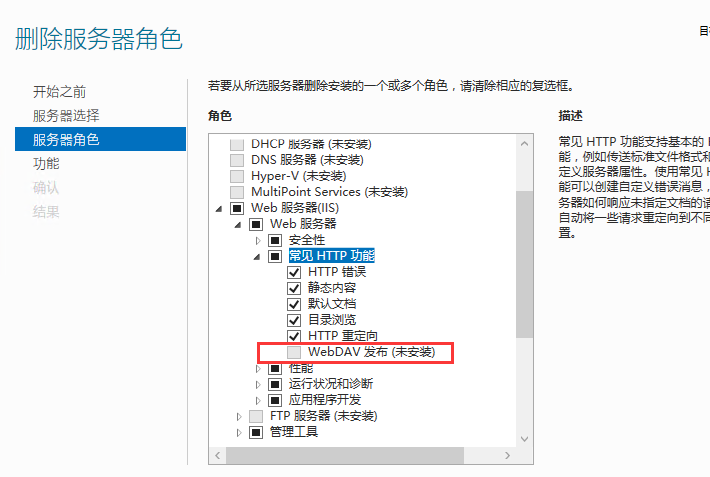 删除服务器角色
目
开始之前
服务器选择
服务器角色
功能
确认
结果
若要从所选服务器删除安装的一个或多个角色，请清除相应的复选框。
角色
DHCP 服务器 (未安装)
DNS 服务器 (未安装)
Hyper-V (未安装)
MultiPoint Services (未安装)
Web 服务器(IIS)
Web 服务器
安全性
常见 HTTP 功能
HTTP 错误
静态内容
默认文档
目录浏览
HTTP 重定向
WebDAV 发布 (未安装)
性能
运行状况和诊断
应用程序开发
FTP 服务器 (未安装)
管理工具
描述
常见 HTTP 功能支持基本的
能，例如传送标准文件格式和
定义服务器属性。使用常见 H
能可以创建自定义错误消息，
务器如何响应未指定文档的请
自动将一些请求重定向到不同
置。